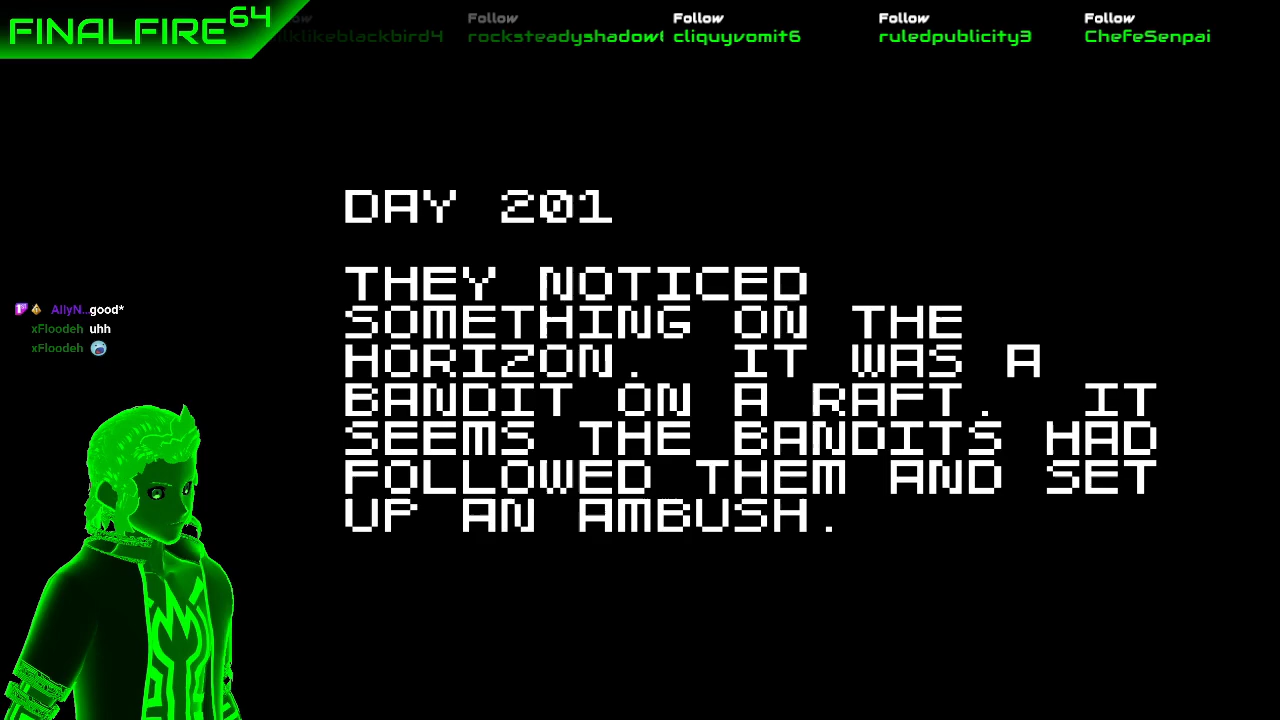 FINALFIRE64
Follow
Follow
Follow
Follow
cliquyvomit6
ruledpublicity3
ChefeSenpai
DAY 201
THEY NOTICED
SOMETHING ON THE
HORIZON. IT WAS A
BANDIT ON A RAFT. IT
SEEMS THE BANDITS HAD
FOLLOWED THEM AND SET
UP AN AMBUSH.
AllyN...good*
xFloodeh uhh
xFloodeh